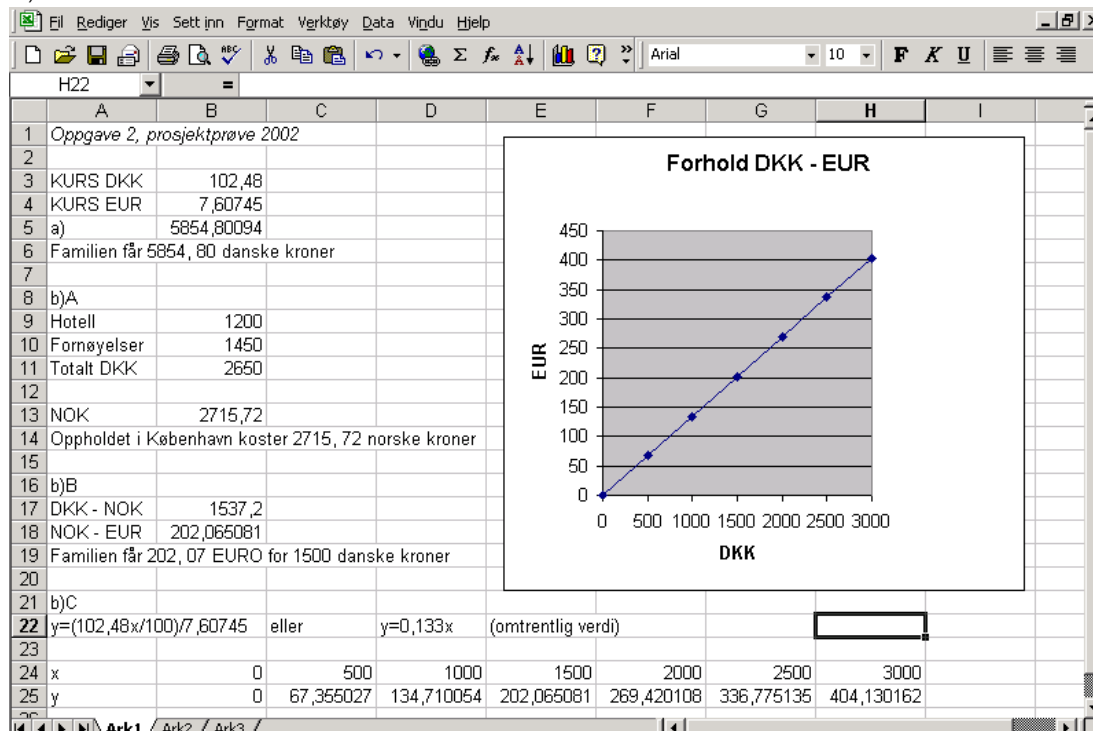 Fil Rediger Vis Sett inn Format Verktøy Data Vindu Hjelp
Arial 10 F K U
H22 =
A B C D E F G H I
1 Oppgave 2, prosjektprøve 2002
2
3 KURS DKK 102,48
4 KURS EUR 7,60745
5 a) 5854,80094
6 Familien får 5854, 80 danske kroner
7
8 b)A
9 Hotell 1200
10 Fornøyelser 1450
11 Totalt DKK 2650
12
13 NOK 2715,72
14 Oppholdet i København koster 2715, 72 norske kroner
15
16 b)B
17 DKK - NOK 1537,2
18 NOK - EUR 202,065081
19 Familien får 202, 07 EURO for 1500 danske kroner
20
21 b)C
22 y=(102,48x/100)/7,60745 eller y=0,133x (omtrentlig verdi)
23
24 x 0 500 1000 1500 2000 2500 3000
25 y 0 67,355027 134,710054 202,065081 269,420108 336,775135 404,130162
Forhold DKK - EUR
450
400
350
300
250
200
150
100
50
0
EUR
0 500 1000 1500 2000 2500 3000
DKK
Ark1 Ark2 Ark3